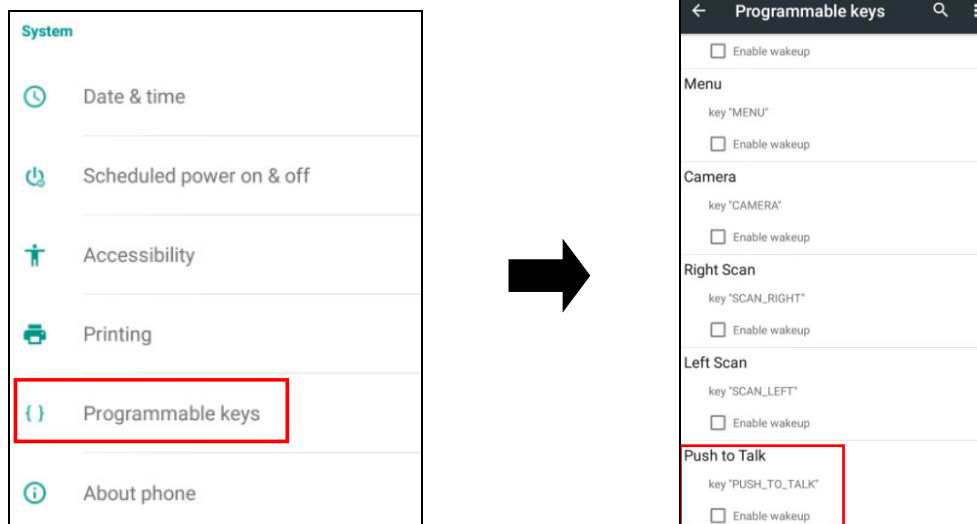 System
Date & time
Scheduled power on & off
Accessibility
Printing
{ } Programmable keys
About phone
Programmable keys
Enable wakeup
Menu
key "MENU"
Enable wakeup
Camera
key "CAMERA"
Enable wakeup
Right Scan
key "SCAN_RIGHT"
Enable wakeup
Left Scan
key "SCAN_LEFT"
Enable wakeup
Push to Talk
key "PUSH_TO_TALK"
Enable wakeup